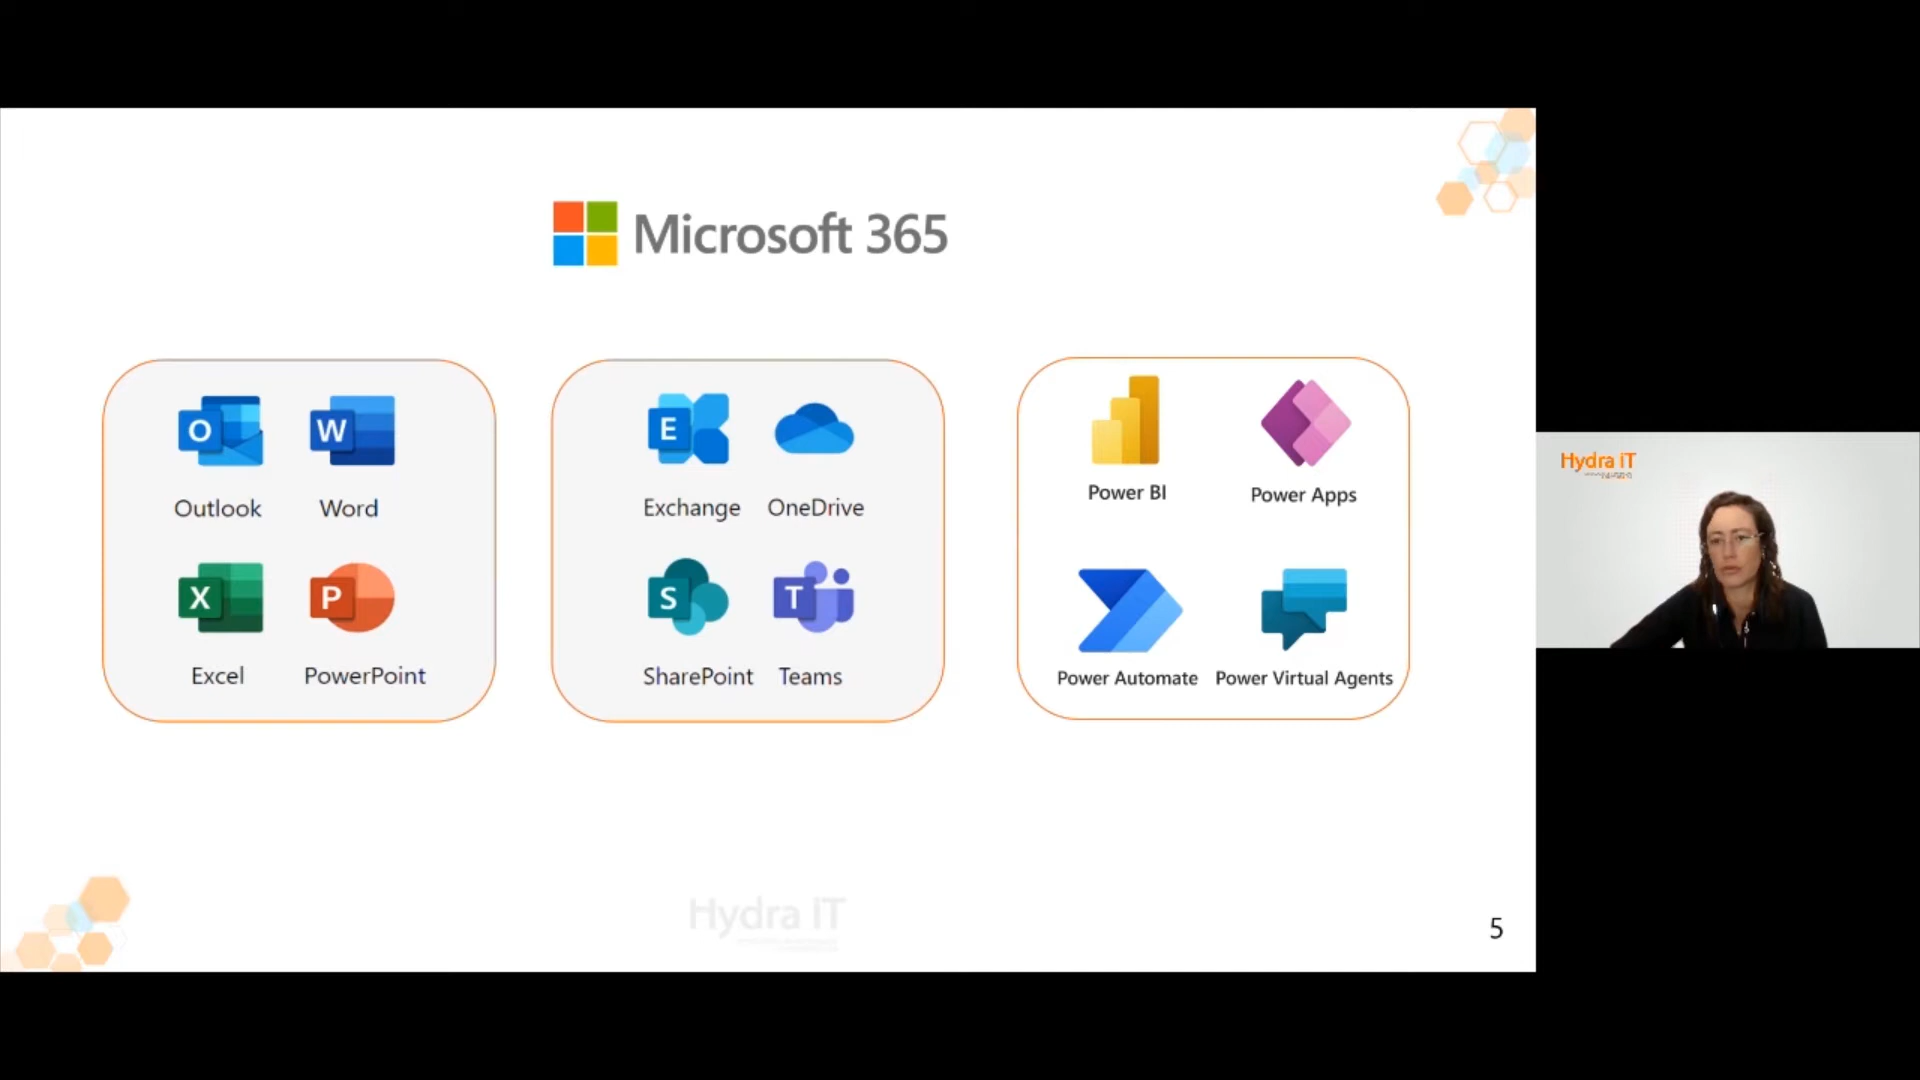 Microsoft 365
O W
Outlook Word
X P
Excel PowerPoint
E
Exchange OneDrive
S T
SharePoint Teams
Power BI Power Apps
Power Automate Power Virtual Agents
Hydra iT
Hydra IT
5